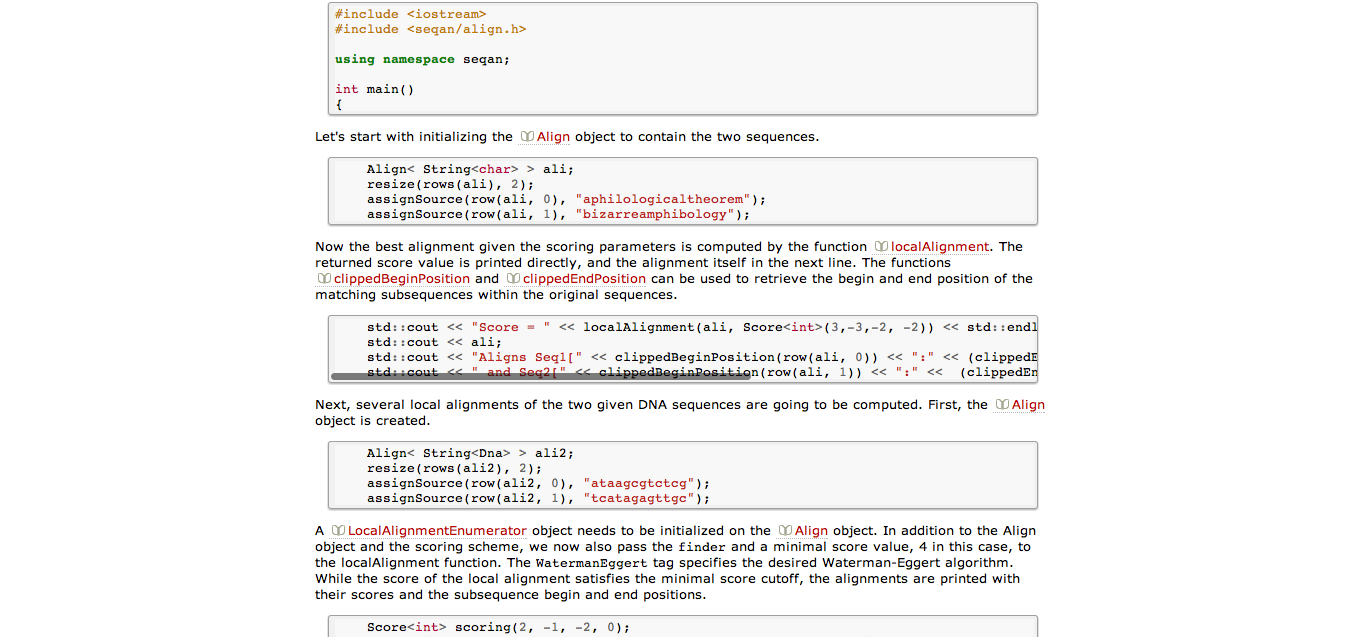 #include <iostream>
#include <seqan/align.h>
using namespace seqan;
int main()
{
Let's start with initializing the Align object to contain the two sequences.
Align< String<char> > ali;
resize(rows(ali), 2);
assignSource(row(ali, 0), "aphilologicaltheorem");
assignSource(row(ali, 1), "bizarreamphibology");
Now the best alignment given the scoring parameters is computed by the function localAlignment. The
returned score value is printed directly, and the alignment itself in the next line. The functions
clippedBeginPosition and clippedEndPosition can be used to retrieve the begin and end position of the
matching subsequences within the original sequences.
std::cout << "Score = " << localAlignment(ali, Score<int>(3,-3,-2, -2)) << std::endl
std::cout << ali;
std::cout << "Aligns Seq1[" << clippedBeginPosition(row(ali, 0)) << ":" << (clippedE
std::cout << " and Seq2[" << clippedBeginPosition(row(ali, 1)) << ":" <<  (clippedEn
Next, several local alignments of the two given DNA sequences are going to be computed. First, the Align
object is created.
Align< String<Dna> > ali2;
resize(rows(ali2), 2);
assignSource(row(ali2, 0), "ataagcgtctcg");
assignSource(row(ali2, 1), "tcatagagttgc");
A LocalAlignmentEnumerator object needs to be initialized on the Align object. In addition to the Align
object and the scoring scheme, we now also pass the finder and a minimal score value, 4 in this case, to
the localAlignment function. The WatermanEggert tag specifies the desired Waterman-Eggert algorithm.
While the score of the local alignment satisfies the minimal score cutoff, the alignments are printed with
their scores and the subsequence begin and end positions.
Score<int> scoring(2, -1, -2, 0);